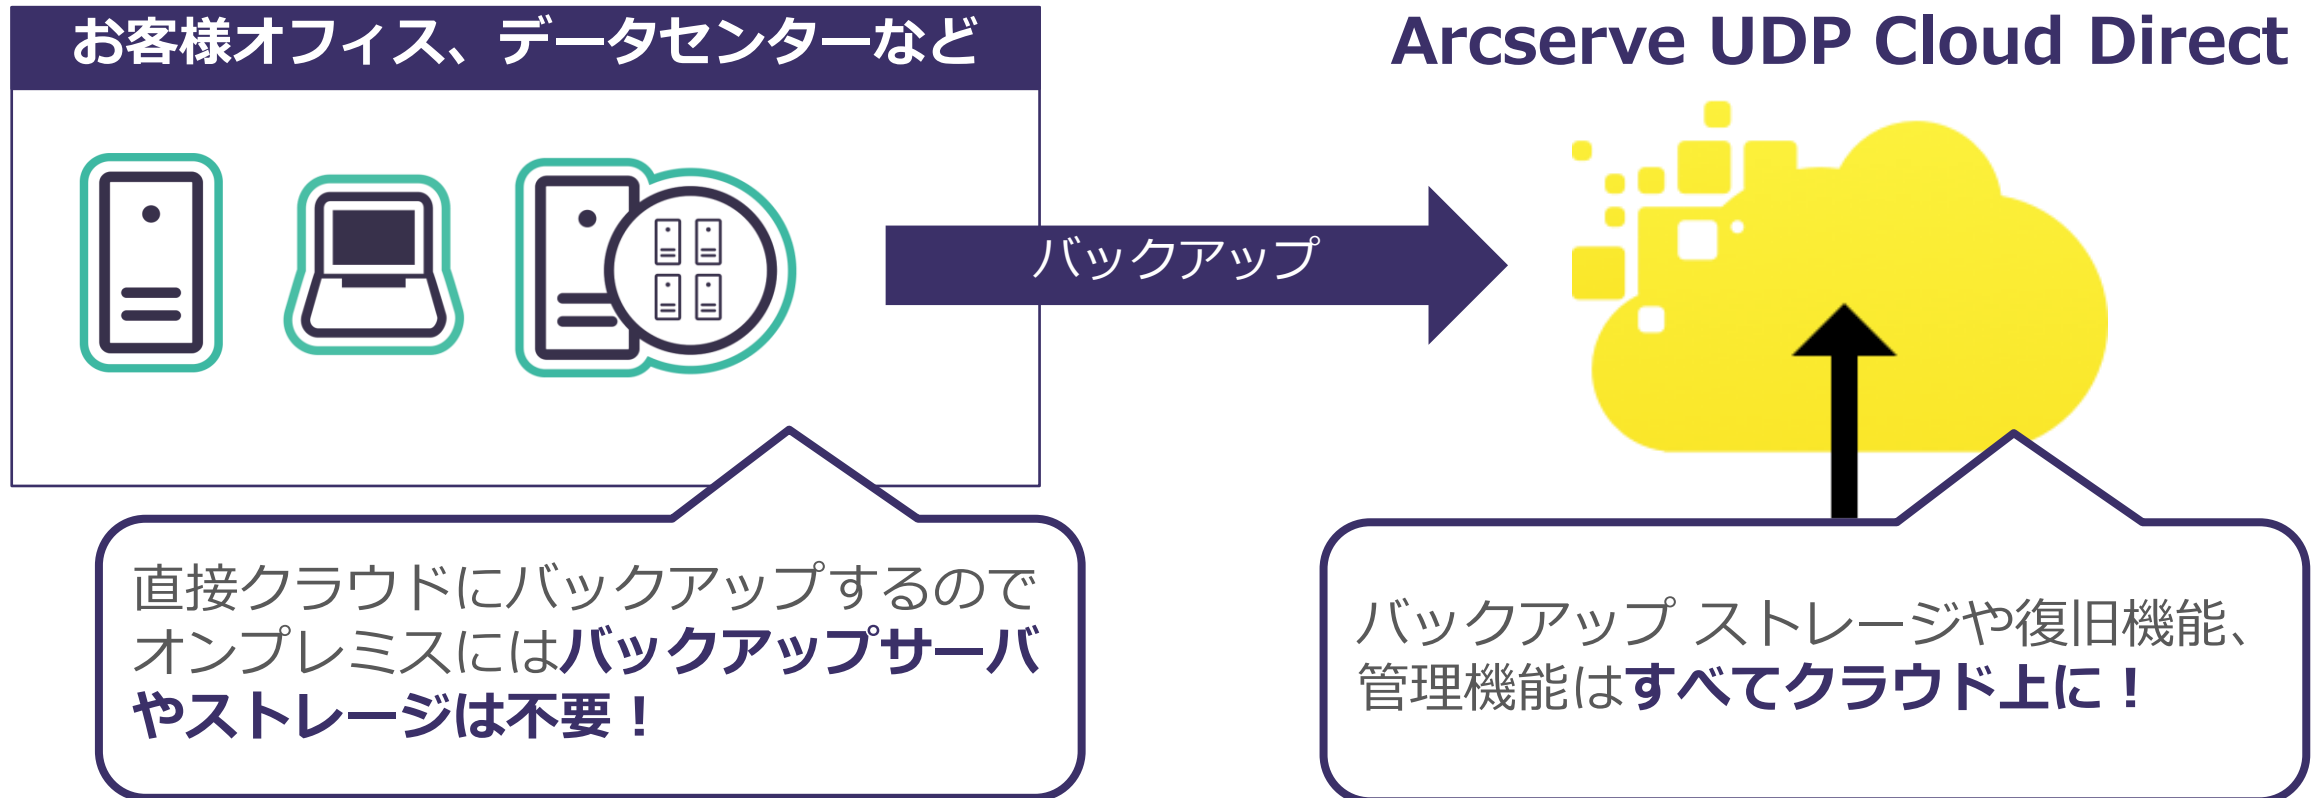 お客様オフィス、データセンターなど
Arcserve UDP Cloud Direct
バックアップ
直接クラウドにバックアップするので
オンプレミスにはバックアップサーバ
やストレージは不要！
バックアップ ストレージや復旧機能、
管理機能はすべてクラウド上に！